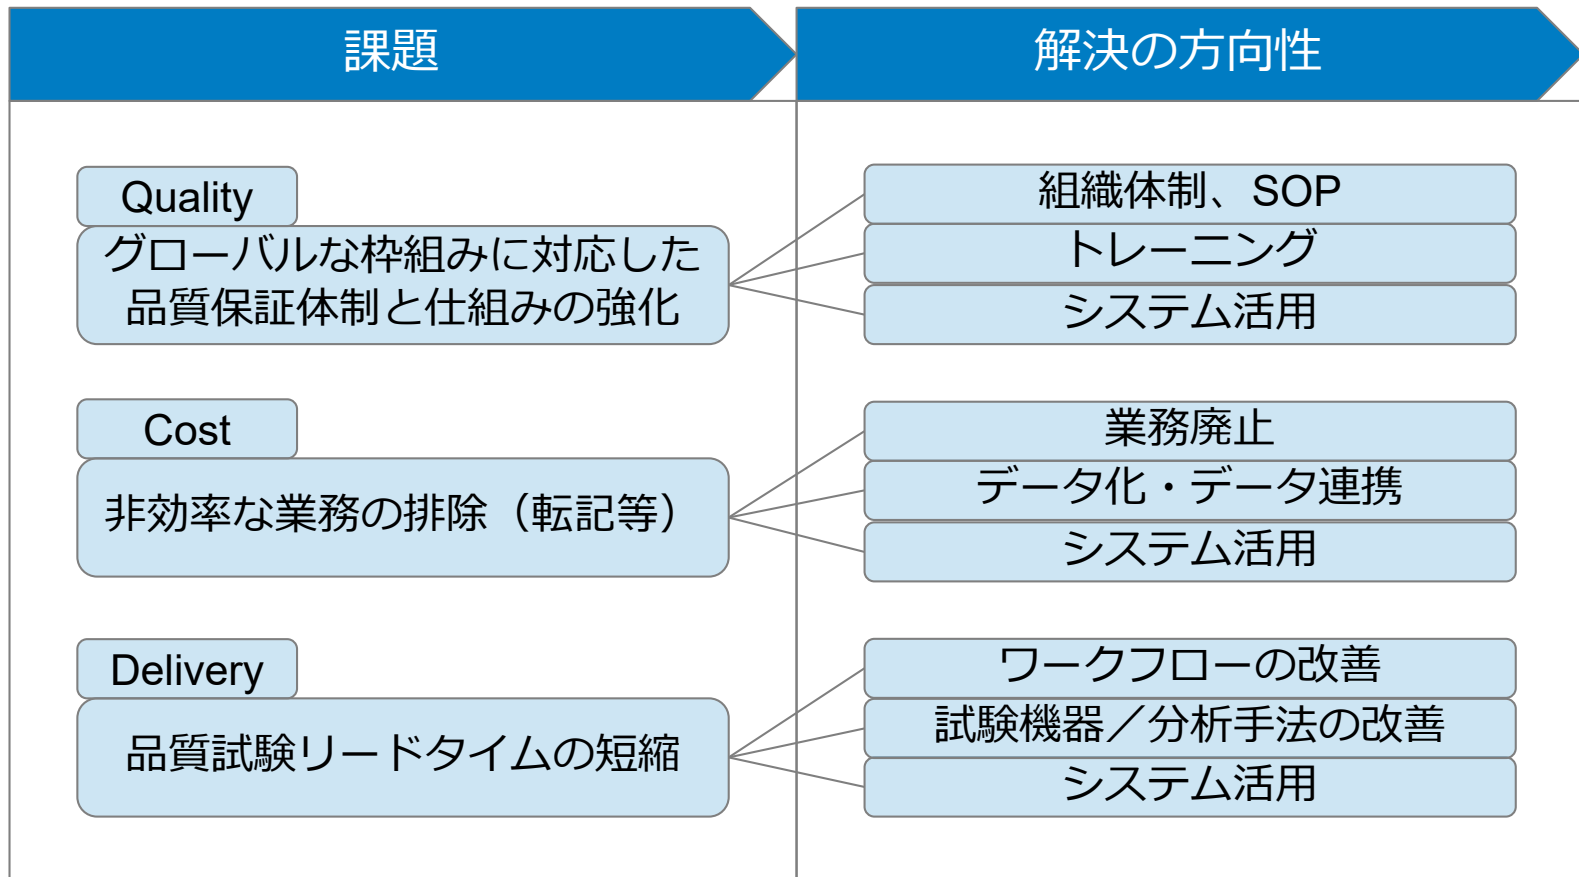 課題
解決の方向性
Quality
グローバルな枠組みに対応した
品質保証体制と仕組みの強化
組織体制、SOP
トレーニング
システム活用
Cost
非効率な業務の排除（転記等）
業務廃止
データ化・データ連携
システム活用
Delivery
品質試験リードタイムの短縮
ワークフローの改善
試験機器／分析手法の改善
システム活用